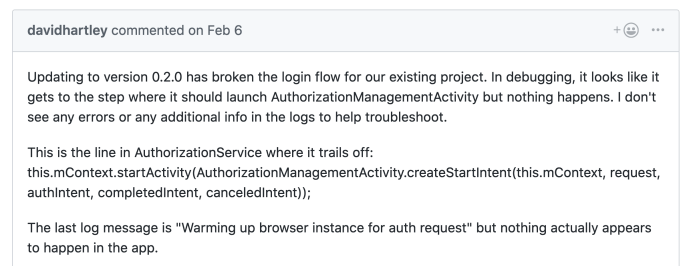 davidhartley commented on Feb 6
Updating to version 0.2.0 has broken the login flow for our existing project. In debugging, it looks like it
gets to the step where it should launch AuthorizationManagementActivity but nothing happens. I don't
see any errors or any additional info in the logs to help troubleshoot.
This is the line in AuthorizationService where it trails off:
this.mContext.startActivity(AuthorizationManagementActivity.createStartIntent(this.mContext, request,
authIntent, completedIntent, canceledIntent));
The last log message is "Warming up browser instance for auth request" but nothing actually appears
to happen in the app.